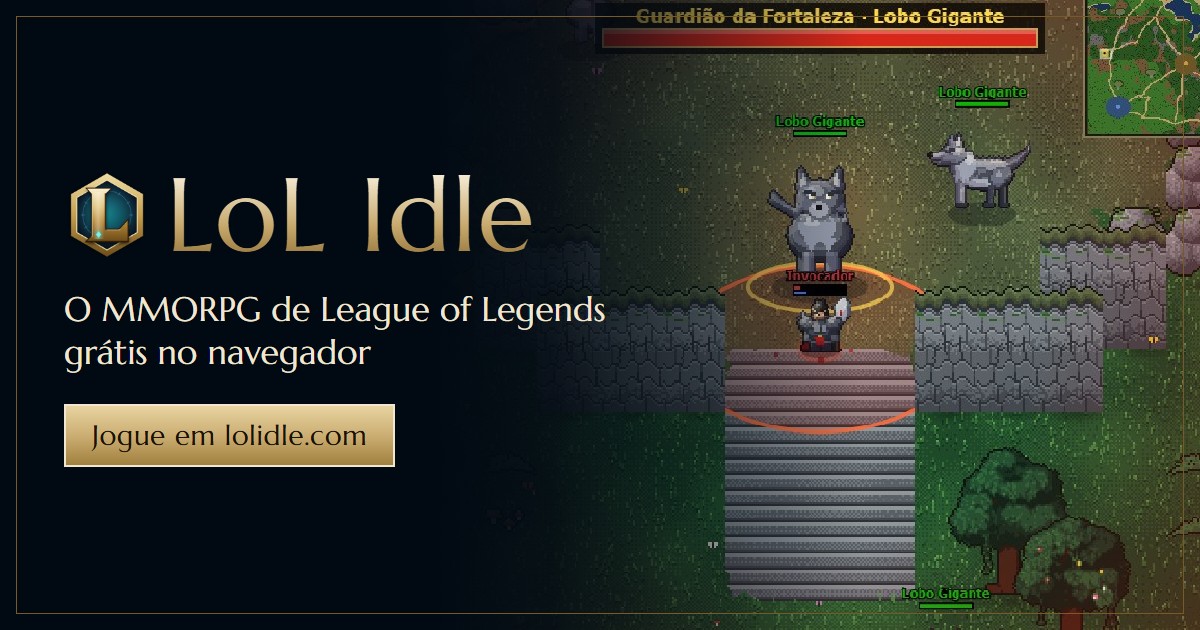 Guardião da Fortaleza · Lobo Gigante
Lobo Gigante
Lobo Gigante
L LoL Idle
Invocador
O MMORPG de League of Legends
grátis no navegador
Jogue em lolidle.com
Lobo Gigante